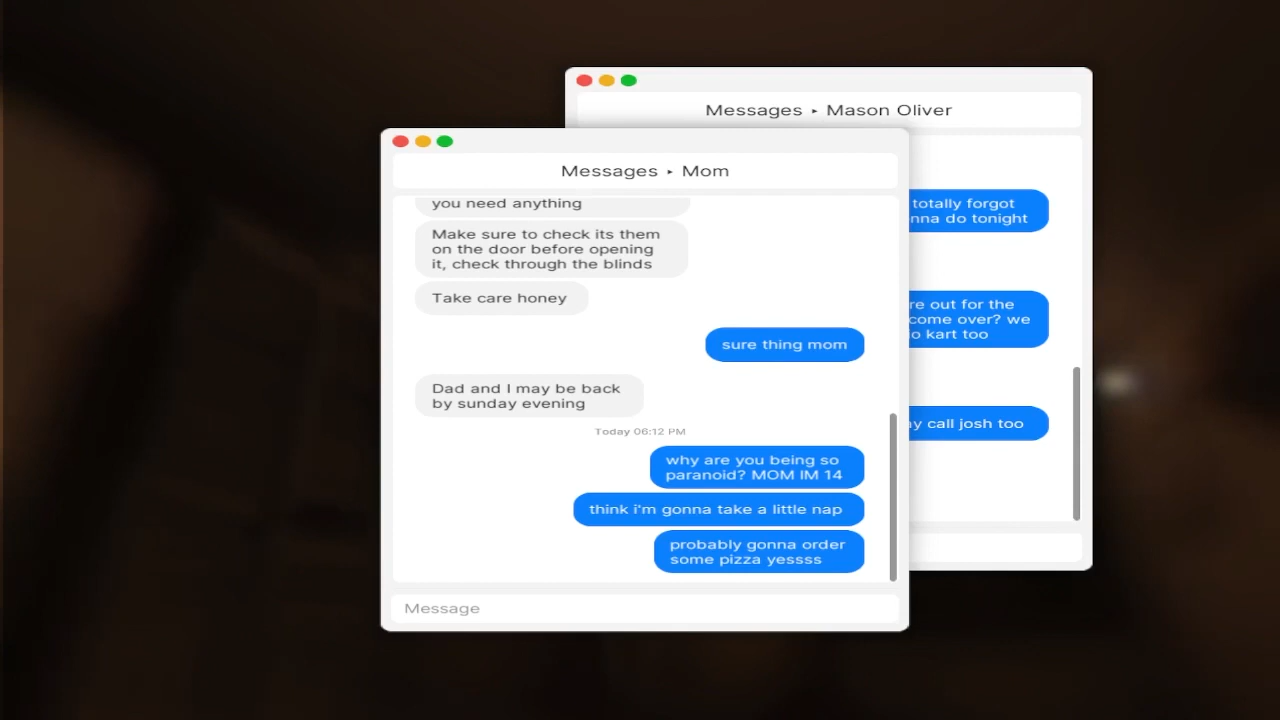 Messages ▸ Mason Oliver
totally forgot
nna do tonight
re out for the
come over? we
o kart too
y call josh too
Messages ▸ Mom
you need anything
Make sure to check its them
on the door before opening
it, check through the blinds
Take care honey
sure thing mom
Dad and I may be back
by sunday evening
Today 06:12 PM
why are you being so
paranoid? MOM IM 14
think i'm gonna take a little nap
probably gonna order
some pizza yessss
Message